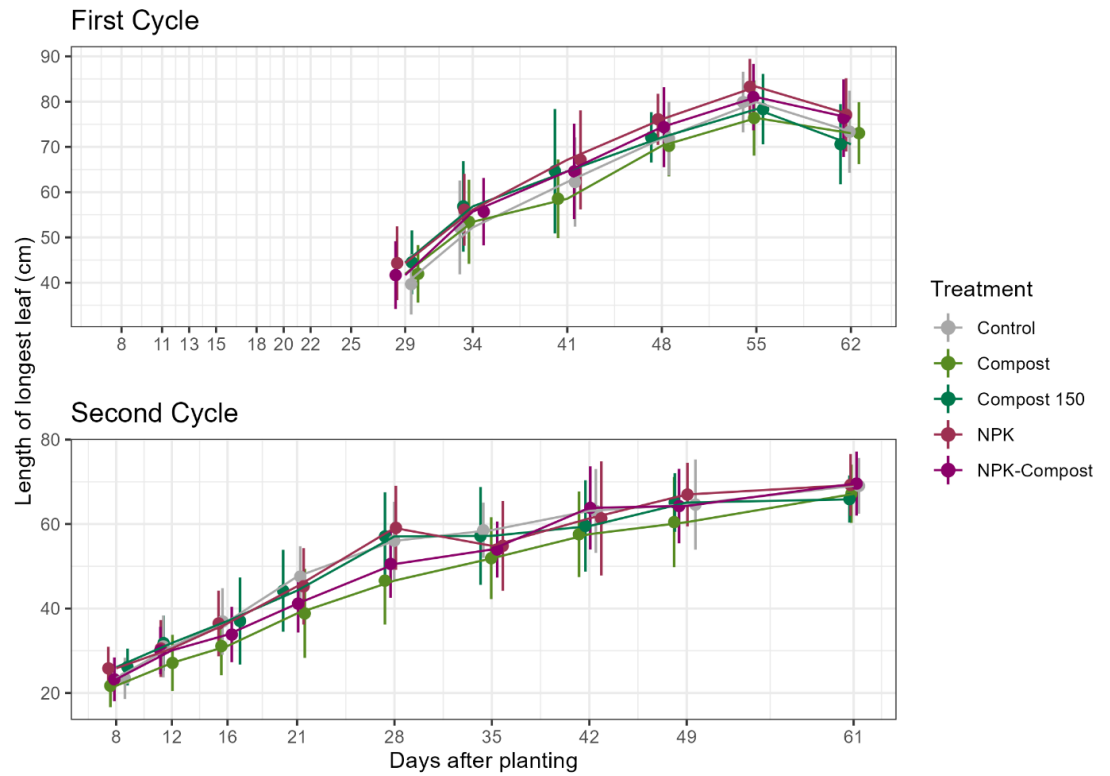 First Cycle
90
80
70
60
50
40
8 11 13 15 18 20 22 25 29 34 41 48 55 62
Length of longest leaf (cm)
Treatment
Control
Compost
Compost 150
NPK
NPK-Compost
Second Cycle
80
60
40
20
8 12 16 21 28 35 42 49 61
Days after planting